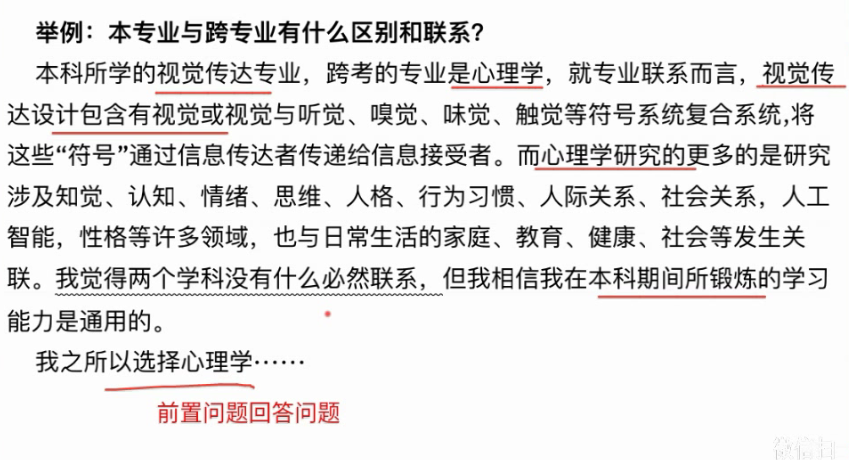 举例：本专业与跨专业有什么区别和联系？
本科所学的视觉传达专业，跨考的专业是心理学，就专业联系而言，视觉传
达设计包含有视觉或视觉与听觉、嗅觉、味觉、触觉等符号系统复合系统,将
这些“符号”通过信息传达者传递给信息接受者。而心理学研究的更多的是研究
涉及知觉、认知、情绪、思维、人格、行为习惯、人际关系、社会关系，人工
智能，性格等许多领域，也与日常生活的家庭、教育、健康、社会等发生关
联。我觉得两个学科没有什么必然联系，但我相信我在本科期间所锻炼的学习
能力是通用的。
我之所以选择心理学……
前置问题回答问题
微信扫